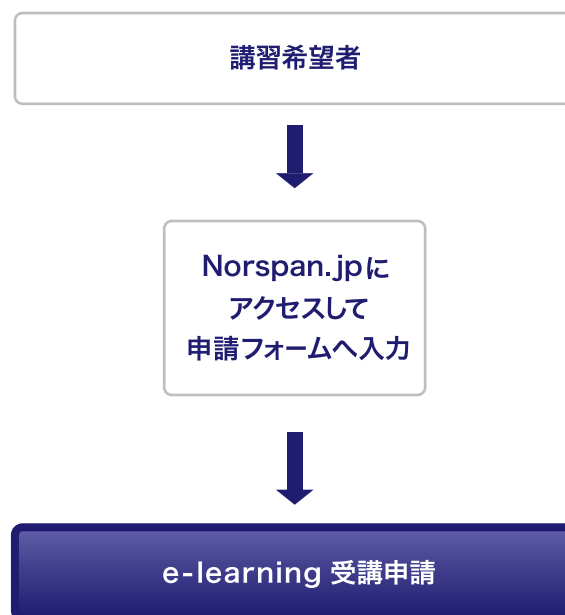 講習希望者
Norspan.jpに
アクセスして
申請フォームへ入力
e-learning 受講申請